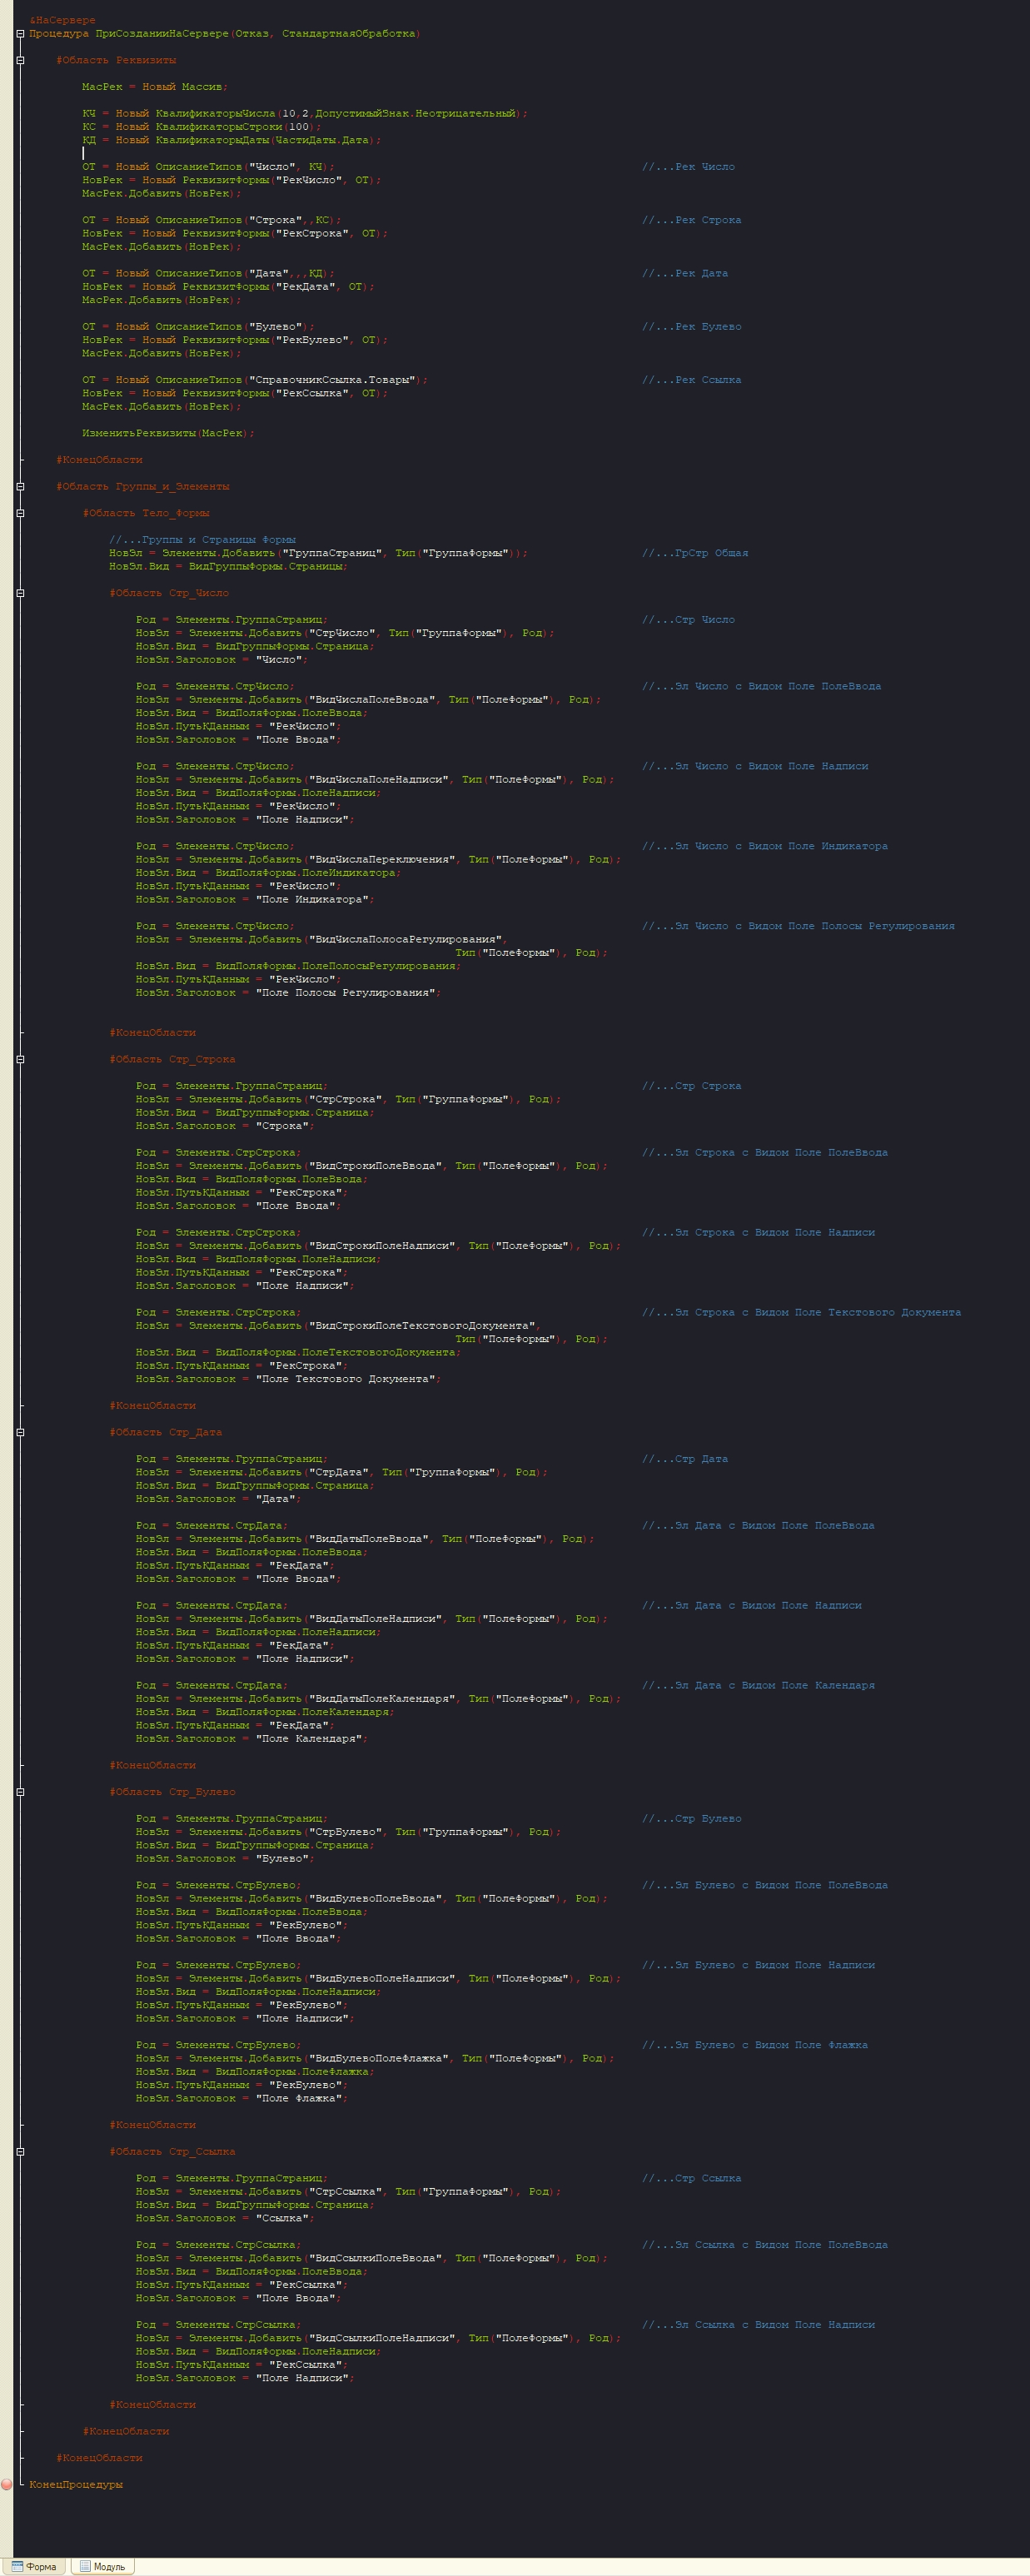 &НаСервере
Процедура ПриСозданииНаСервере(Отказ, СтандартнаяОбработка)
#Область Реквизиты
МасРек = Новый Массив;
КЧ = Новый КвалификаторыЧисла(10,2,ДопустимыйЗнак.Неотрицательный);
КС = Новый КвалификаторыСтроки(100);
КД = Новый КвалификаторыДаты(ЧастиДаты.Дата);
ОТ = Новый ОписаниеТипов("Число", КЧ); //...Рек Число
НовРек = Новый РеквизитФормы("РекЧисло", ОТ);
МасРек.Добавить(НовРек);
ОТ = Новый ОписаниеТипов("Строка",,КС); //...Рек Строка
НовРек = Новый РеквизитФормы("РекСтрока", ОТ);
МасРек.Добавить(НовРек);
ОТ = Новый ОписаниеТипов("Дата",,,КД); //...Рек Дата
НовРек = Новый РеквизитФормы("РекДата", ОТ);
МасРек.Добавить(НовРек);
ОТ = Новый ОписаниеТипов("Булево"); //...Рек Булево
НовРек = Новый РеквизитФормы("РекБулево", ОТ);
МасРек.Добавить(НовРек);
ОТ = Новый ОписаниеТипов("СправочникСсылка.Товары"); //...Рек Ссылка
НовРек = Новый РеквизитФормы("РекСсылка", ОТ);
МасРек.Добавить(НовРек);
ИзменитьРеквизиты(МасРек);
#КонецОбласти
#Область Группы_и_Элементы
#Область Тело_Формы
//...Группы и Страницы Формы
НовЭл = Элементы.Добавить("ГруппаСтраниц", Тип("ГруппаФормы")); //...ГрСтр Общая
НовЭл.Вид = ВидГруппыФормы.Страницы;
#Область Стр_Число
Род = Элементы.ГруппаСтраниц; //...Стр Число
НовЭл = Элементы.Добавить("СтрЧисло", Тип("ГруппаФормы"), Род);
НовЭл.Вид = ВидГруппыФормы.Страница;
НовЭл.Заголовок = "Число";
Род = Элементы.СтрЧисло; //...Эл Число с Видом Поле ПолеВвода
НовЭл = Элементы.Добавить("ВидЧислаПолеВвода", Тип("ПолеФормы"), Род);
НовЭл.Вид = ВидПоляФормы.ПолеВвода;
НовЭл.ПутьКДанным = "РекЧисло";
НовЭл.Заголовок = "Поле Ввода";
Род = Элементы.СтрЧисло; //...Эл Число с Видом Поле Надписи
НовЭл = Элементы.Добавить("ВидЧислаПолеНадписи", Тип("ПолеФормы"), Род);
НовЭл.Вид = ВидПоляФормы.ПолеНадписи;
НовЭл.ПутьКДанным = "РекЧисло";
НовЭл.Заголовок = "Поле Надписи";
Род = Элементы.СтрЧисло; //...Эл Число с Видом Поле Индикатора
НовЭл = Элементы.Добавить("ВидЧислаПереключения", Тип("ПолеФормы"), Род);
НовЭл.Вид = ВидПоляФормы.ПолеИндикатора;
НовЭл.ПутьКДанным = "РекЧисло";
НовЭл.Заголовок = "Поле Индикатора";
Род = Элементы.СтрЧисло; //...Эл Число с Видом Поле Полосы Регулирования
НовЭл = Элементы.Добавить("ВидЧислаПолосаРегулирования",
Тип("ПолеФормы"), Род);
НовЭл.Вид = ВидПоляФормы.ПолеПолосыРегулирования;
НовЭл.ПутьКДанным = "РекЧисло";
НовЭл.Заголовок = "Поле Полосы Регулирования";
#КонецОбласти
#Область Стр_Строка
Род = Элементы.ГруппаСтраниц; //...Стр Строка
НовЭл = Элементы.Добавить("СтрСтрока", Тип("ГруппаФормы"), Род);
НовЭл.Вид = ВидГруппыФормы.Страница;
НовЭл.Заголовок = "Строка";
Род = Элементы.СтрСтрока; //...Эл Строка с Видом Поле ПолеВвода
НовЭл = Элементы.Добавить("ВидСтрокиПолеВвода", Тип("ПолеФормы"), Род);
НовЭл.Вид = ВидПоляФормы.ПолеВвода;
НовЭл.ПутьКДанным = "РекСтрока";
НовЭл.Заголовок = "Поле Ввода";
Род = Элементы.СтрСтрока; //...Эл Строка с Видом Поле Надписи
НовЭл = Элементы.Добавить("ВидСтрокиПолеНадписи", Тип("ПолеФормы"), Род);
НовЭл.Вид = ВидПоляФормы.ПолеНадписи;
НовЭл.ПутьКДанным = "РекСтрока";
НовЭл.Заголовок = "Поле Надписи";
Род = Элементы.СтрСтрока; //...Эл Строка с Видом Поле Текстового Документа
НовЭл = Элементы.Добавить("ВидСтрокиПолеТекстовогоДокумента",
Тип("ПолеФормы"), Род);
НовЭл.Вид = ВидПоляФормы.ПолеТекстовогоДокумента;
НовЭл.ПутьКДанным = "РекСтрока";
НовЭл.Заголовок = "Поле Текстового Документа";
#КонецОбласти
#Область Стр_Дата
Род = Элементы.ГруппаСтраниц; //...Стр Дата
НовЭл = Элементы.Добавить("СтрДата", Тип("ГруппаФормы"), Род);
НовЭл.Вид = ВидГруппыФормы.Страница;
НовЭл.Заголовок = "Дата";
Род = Элементы.СтрДата; //...Эл Дата с Видом Поле ПолеВвода
НовЭл = Элементы.Добавить("ВидДатыПолеВвода", Тип("ПолеФормы"), Род);
НовЭл.Вид = ВидПоляФормы.ПолеВвода;
НовЭл.ПутьКДанным = "РекДата";
НовЭл.Заголовок = "Поле Ввода";
Род = Элементы.СтрДата; //...Эл Дата с Видом Поле Надписи
НовЭл = Элементы.Добавить("ВидДатыПолеНадписи", Тип("ПолеФормы"), Род);
НовЭл.Вид = ВидПоляФормы.ПолеНадписи;
НовЭл.ПутьКДанным = "РекДата";
НовЭл.Заголовок = "Поле Надписи";
Род = Элементы.СтрДата; //...Эл Дата с Видом Поле Календаря
НовЭл = Элементы.Добавить("ВидДатыПолеКалендаря", Тип("ПолеФормы"), Род);
НовЭл.Вид = ВидПоляФормы.ПолеКалендаря;
НовЭл.ПутьКДанным = "РекДата";
НовЭл.Заголовок = "Поле Календаря";
#КонецОбласти
#Область Стр_Булево
Род = Элементы.ГруппаСтраниц; //...Стр Булево
НовЭл = Элементы.Добавить("СтрБулево", Тип("ГруппаФормы"), Род);
НовЭл.Вид = ВидГруппыФормы.Страница;
НовЭл.Заголовок = "Булево";
Род = Элементы.СтрБулево; //...Эл Булево с Видом Поле ПолеВвода
НовЭл = Элементы.Добавить("ВидБулевоПолеВвода", Тип("ПолеФормы"), Род);
НовЭл.Вид = ВидПоляФормы.ПолеВвода;
НовЭл.ПутьКДанным = "РекБулево";
НовЭл.Заголовок = "Поле Ввода";
Род = Элементы.СтрБулево; //...Эл Булево с Видом Поле Надписи
НовЭл = Элементы.Добавить("ВидБулевоПолеНадписи", Тип("ПолеФормы"), Род);
НовЭл.Вид = ВидПоляФормы.ПолеНадписи;
НовЭл.ПутьКДанным = "РекБулево";
НовЭл.Заголовок = "Поле Надписи";
Род = Элементы.СтрБулево; //...Эл Булево с Видом Поле Флажка
НовЭл = Элементы.Добавить("ВидБулевоПолеФлажка", Тип("ПолеФормы"), Род);
НовЭл.Вид = ВидПоляФормы.ПолеФлажка;
НовЭл.ПутьКДанным = "РекБулево";
НовЭл.Заголовок = "Поле Флажка";
#КонецОбласти
#Область Стр_Ссылка
Род = Элементы.ГруппаСтраниц; //...Стр Ссылка
НовЭл = Элементы.Добавить("СтрСсылка", Тип("ГруппаФормы"), Род);
НовЭл.Вид = ВидГруппыФормы.Страница;
НовЭл.Заголовок = "Ссылка";
Род = Элементы.СтрСсылка; //...Эл Ссылка с Видом Поле ПолеВвода
НовЭл = Элементы.Добавить("ВидСсылкиПолеВвода", Тип("ПолеФормы"), Род);
НовЭл.Вид = ВидПоляФормы.ПолеВвода;
НовЭл.ПутьКДанным = "РекСсылка";
НовЭл.Заголовок = "Поле Ввода";
Род = Элементы.СтрСсылка; //...Эл Ссылка с Видом Поле Надписи
НовЭл = Элементы.Добавить("ВидСсылкиПолеНадписи", Тип("ПолеФормы"), Род);
НовЭл.Вид = ВидПоляФормы.ПолеНадписи;
НовЭл.ПутьКДанным = "РекСсылка";
НовЭл.Заголовок = "Поле Надписи";
#КонецОбласти
#КонецОбласти
#КонецОбласти
КонецПроцедуры
Форма Модуль